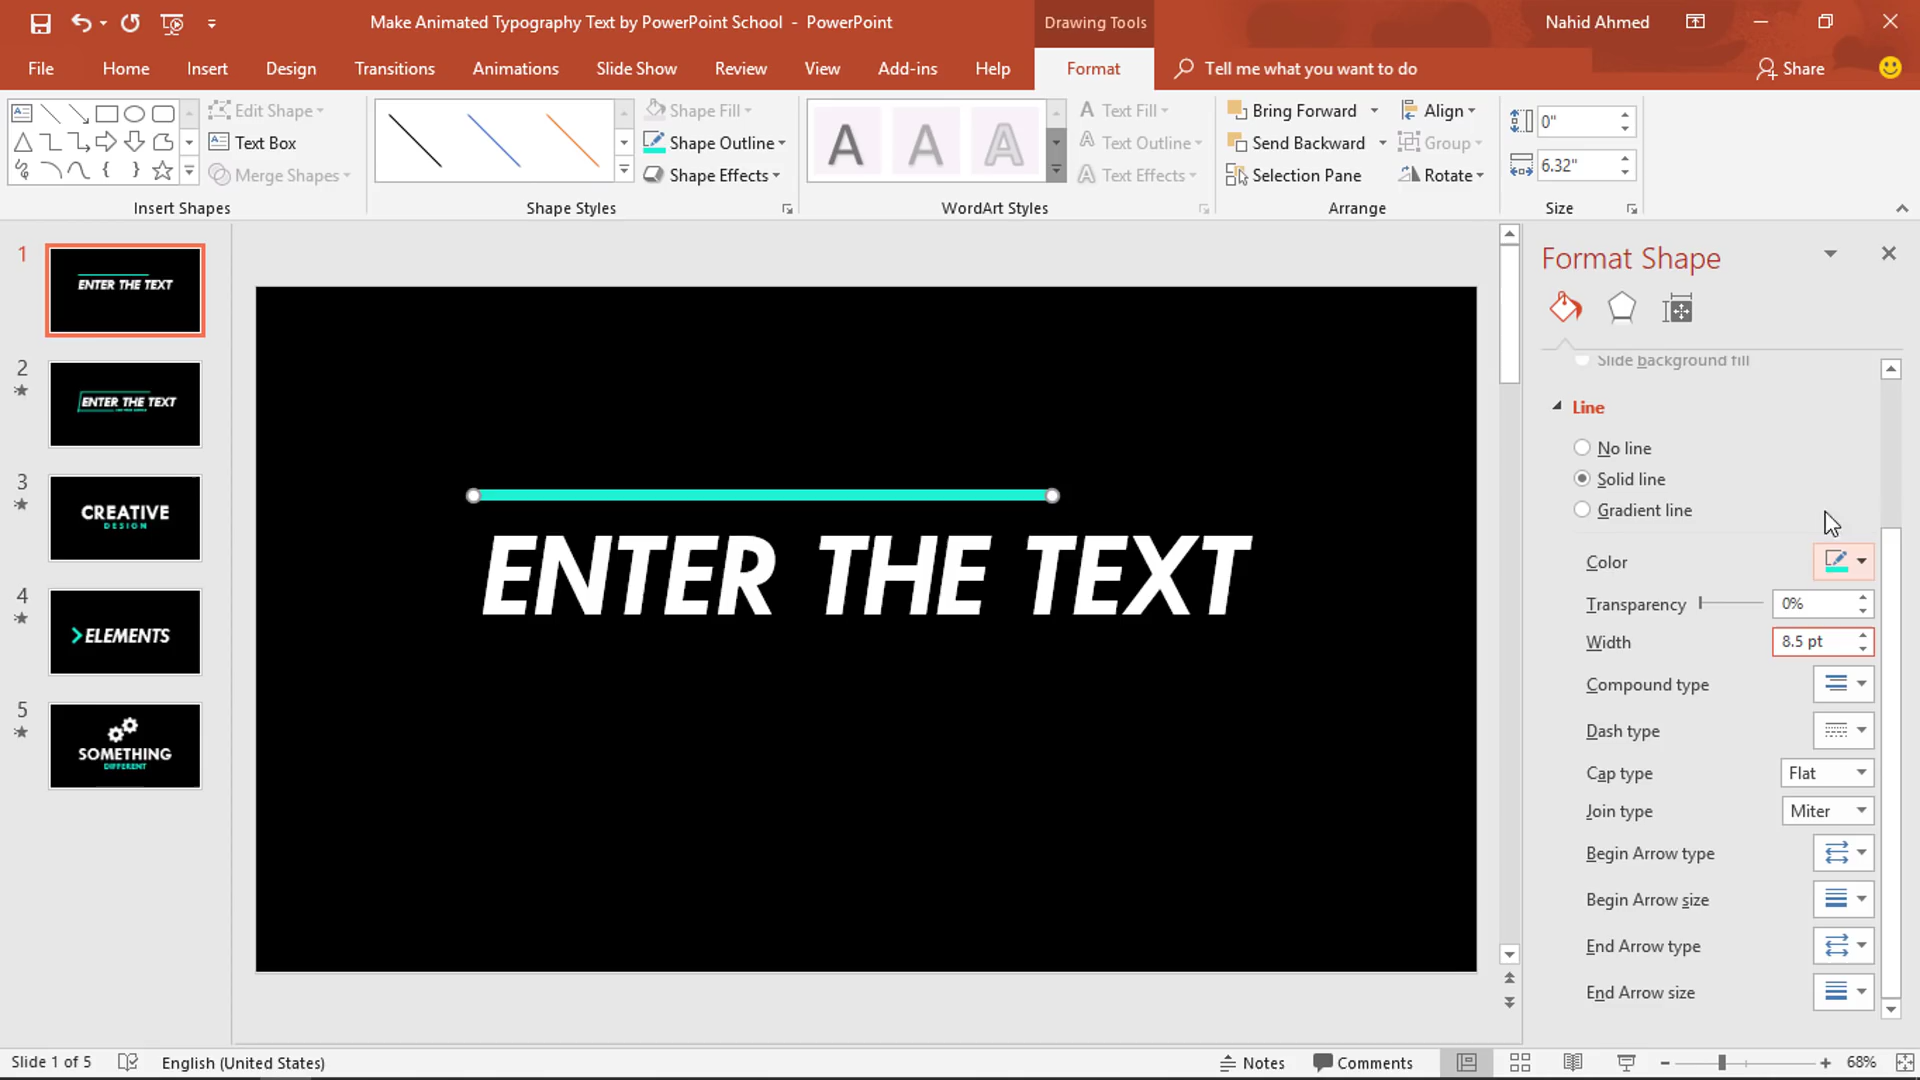 Make Animated Typography Text by PowerPoint School - PowerPoint
Drawing Tools
Nahid Ahmed
File Home Insert Design Transitions Animations Slide Show Review View Add-ins Help Format Tell me what you want to do Share
Edit Shape
Text Box
Merge Shapes
Insert Shapes
Shape Fill
Shape Outline
Shape Effects
Shape Styles
A A A
Text Fill
Text Outline
Text Effects
WordArt Styles
Bring Forward
Send Backward
Selection Pane
Align
Group
Rotate
Arrange
0"
6.32"
Size
1
ENTER THE TEXT
2
ENTER THE TEXT
3
CREATIVE
DESIGN
4
ELEMENTS
5
SOMETHING
DIFFERENT
ENTER THE TEXT
Format Shape
Slide background fill
Line
No line
Solid line
Gradient line
Color
Transparency 0%
Width 8.5 pt
Compound type
Dash type
Cap type Flat
Join type Miter
Begin Arrow type
Begin Arrow size
End Arrow type
End Arrow size
Slide 1 of 5 English (United States) Notes Comments 68%